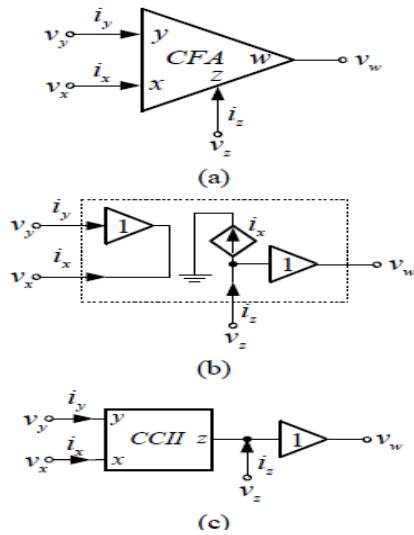 i_y
v_y y CFA w v_w
i_x
v_x x z
i_z
v_z
(a)
i_y i_x
v_y 1
i_x 1 v_w
v_x
i_z
v_z
(b)
i_y
v_y y CCII z 1 v_w
i_x
v_x x i_z
v_z
(c)